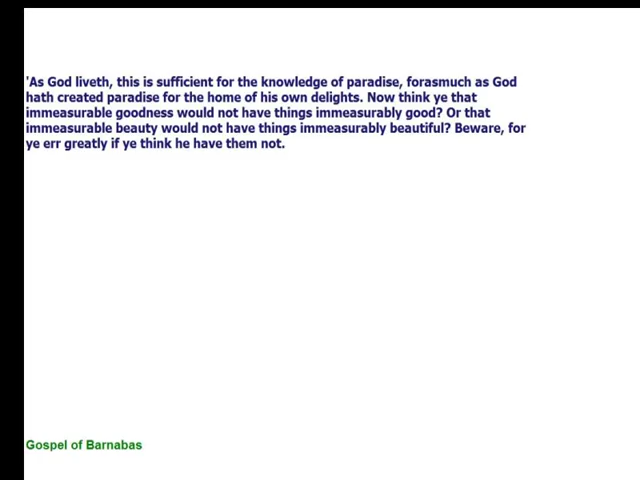 'As God liveth, this is sufficient for the knowledge of paradise, forasmuch as God
hath created paradise for the home of his own delights. Now think ye that
immeasurable goodness would not have things immeasurably good? Or that
immeasurable beauty would not have things immeasurably beautiful? Beware, for
ye err greatly if ye think he have them not.
Gospel of Barnabas